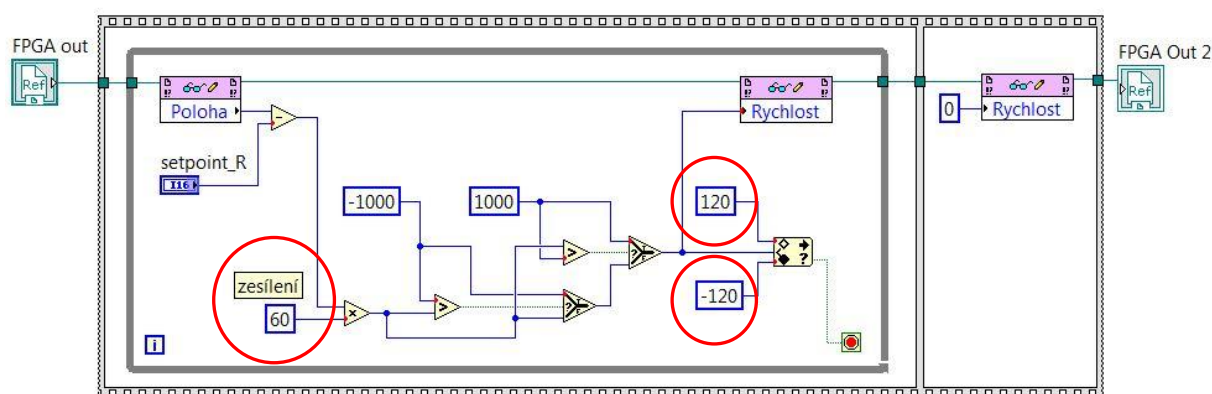 FPGA out
FPGA Out 2
Ref
Ref
Poloha
Rychlost
0
Rychlost
setpoint_R
I16
-1000
1000
120
zesílení
60
-120
i